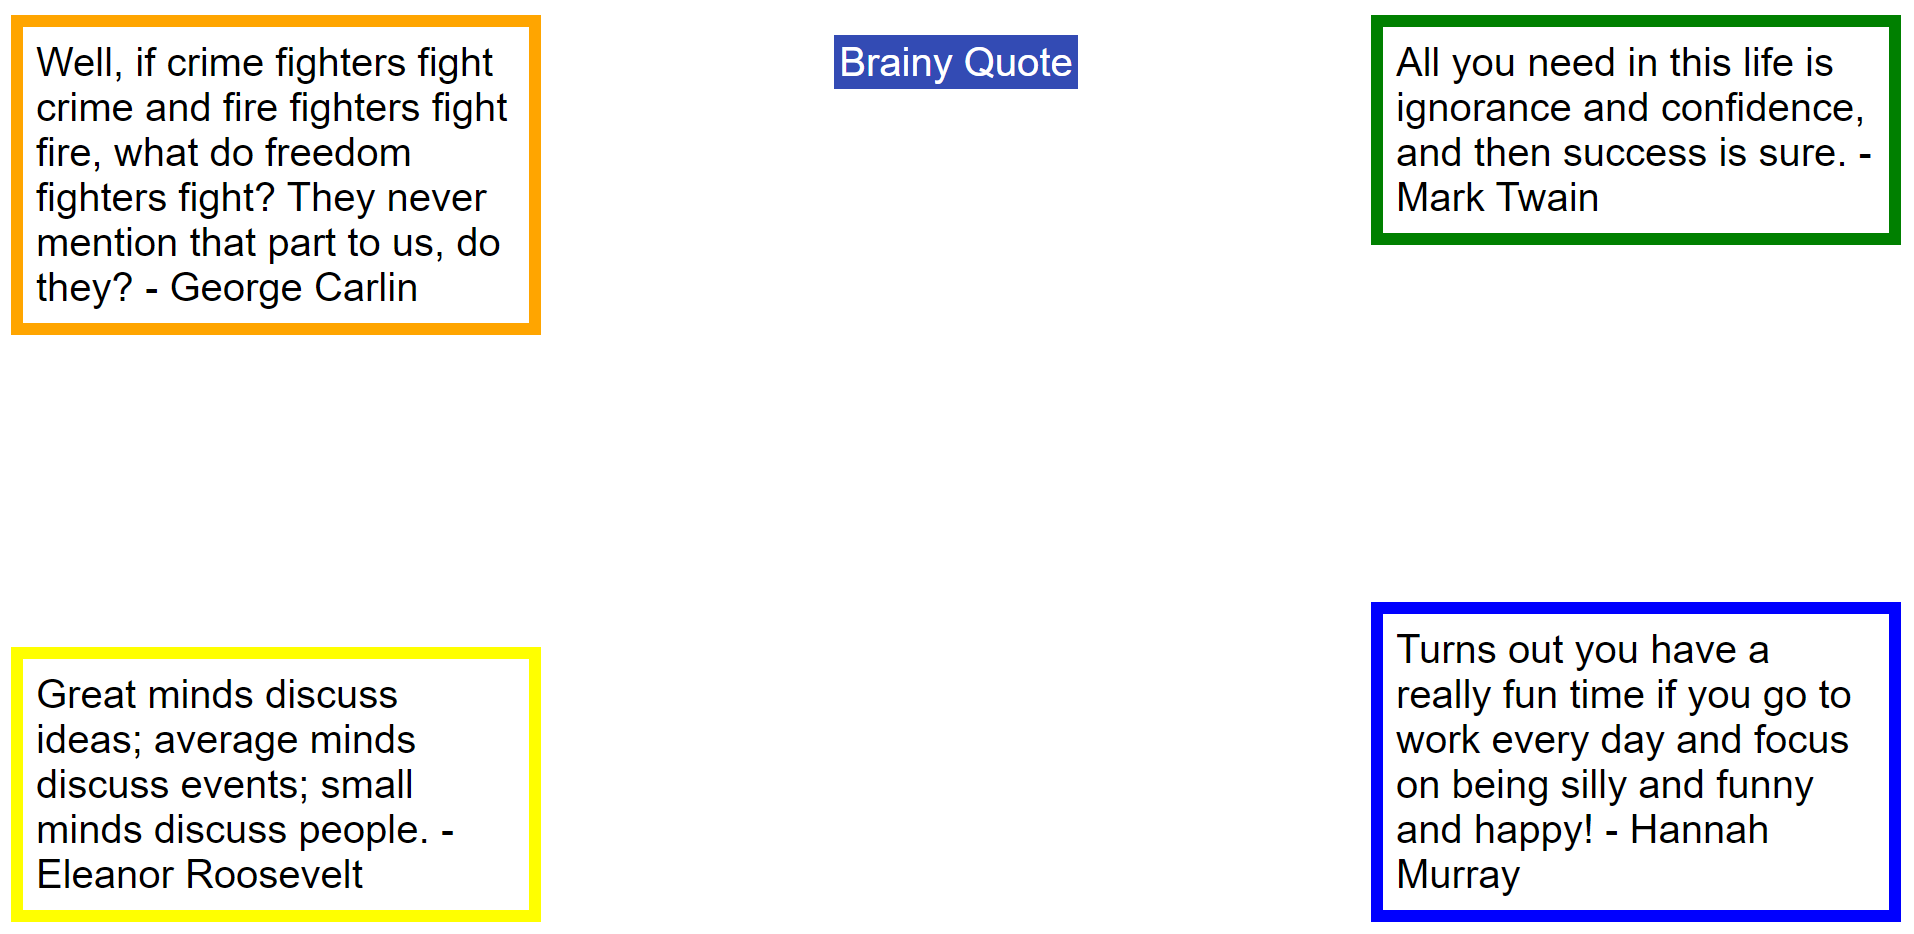 Well, if crime fighters fight
crime and fire fighters fight
fire, what do freedom
fighters fight? They never
mention that part to us, do
they? - George Carlin
Brainy Quote
All you need in this life is
ignorance and confidence,
and then success is sure. -
Mark Twain
Great minds discuss
ideas; average minds
discuss events; small
minds discuss people. -
Eleanor Roosevelt
Turns out you have a
really fun time if you go to
work every day and focus
on being silly and funny
and happy! - Hannah
Murray